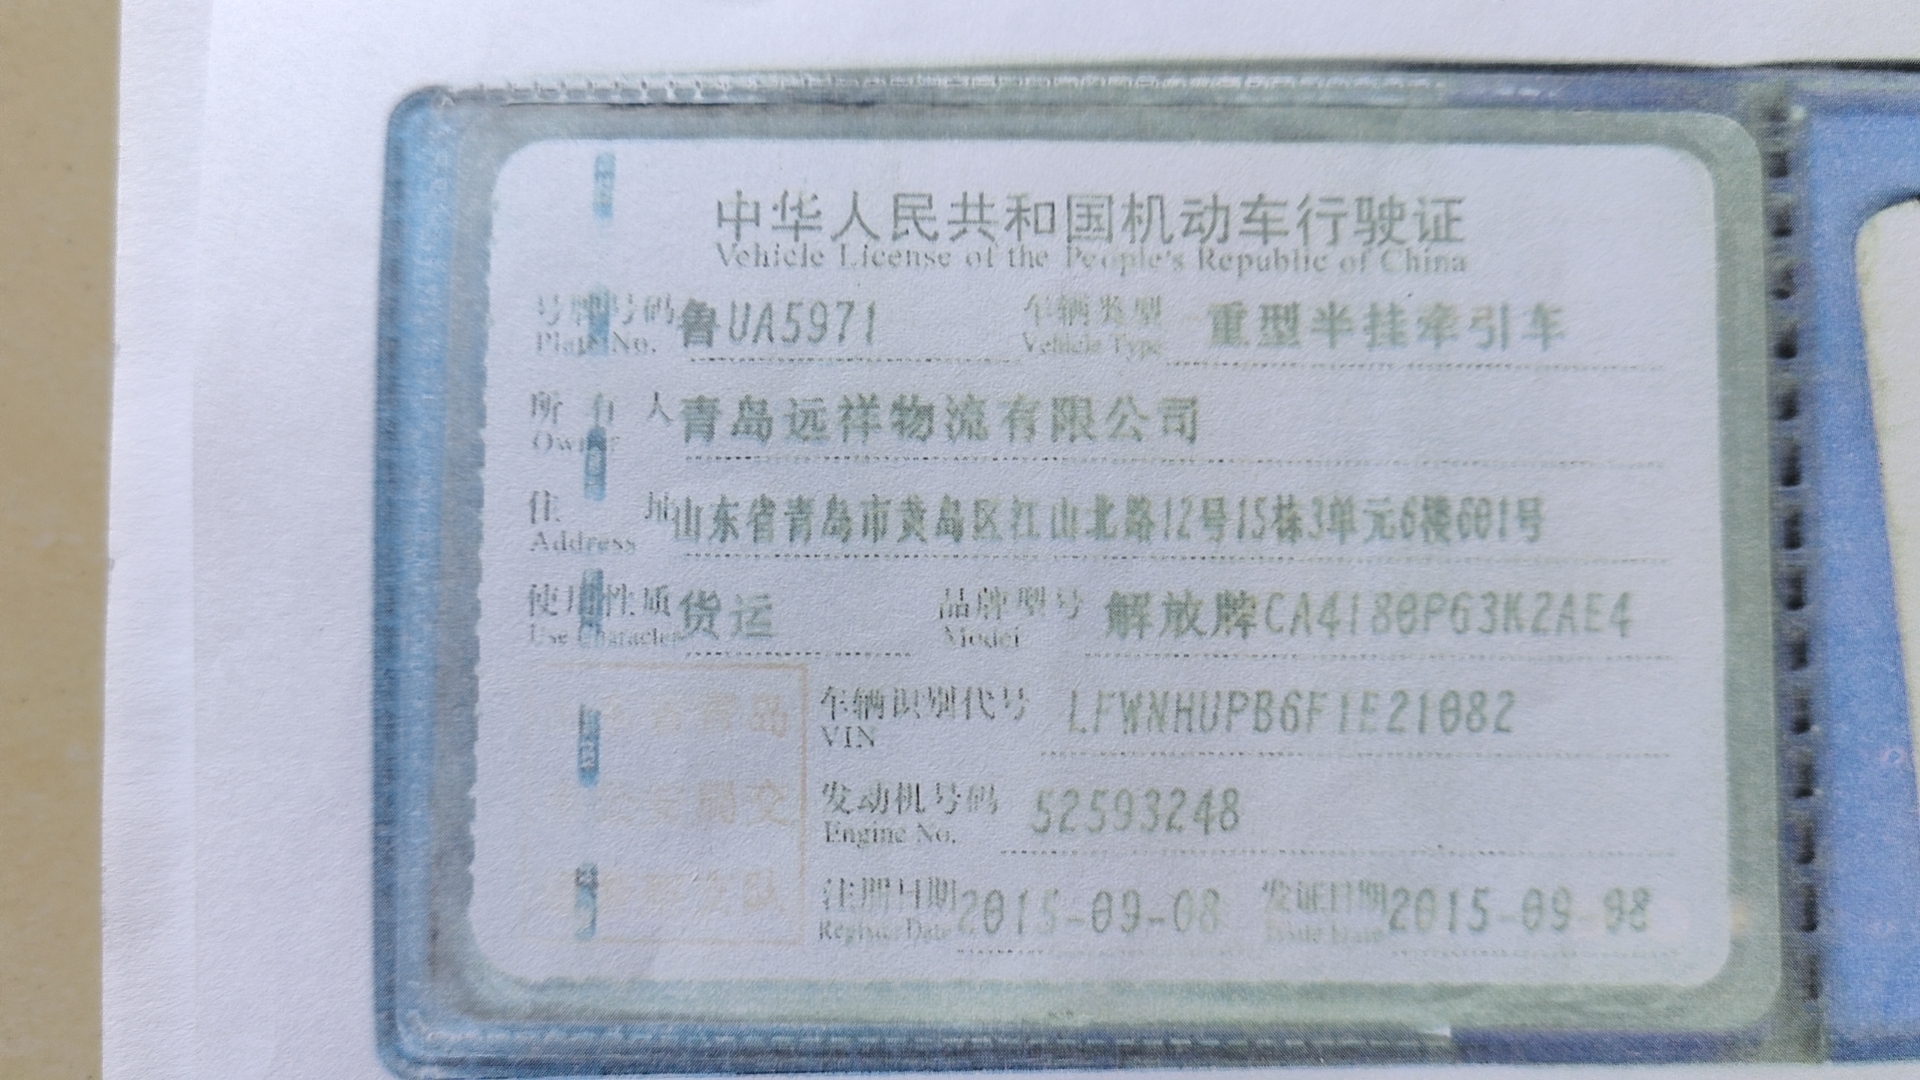 中华人民共和国机动车行驶证
Vehicle License of the People's Republic of China
号牌号码 鲁UA5971 车辆类型 重型半挂牵引车
Plate No. Vehicle Type
所有人 青岛远祥物流有限公司
Owner
住址 山东省青岛市黄岛区江山北路12号15栋3单元6楼601号
Address
使用性质 货运 品牌型号 解放牌CA4180P63K2AE4
Use Character Model
车辆识别代号 LFWNHUPB6F1E21082
VIN
发动机号码 52593248
Engine No.
注册日期 2015-09-08 发证日期 2015-09-08
Register Date Issue Date